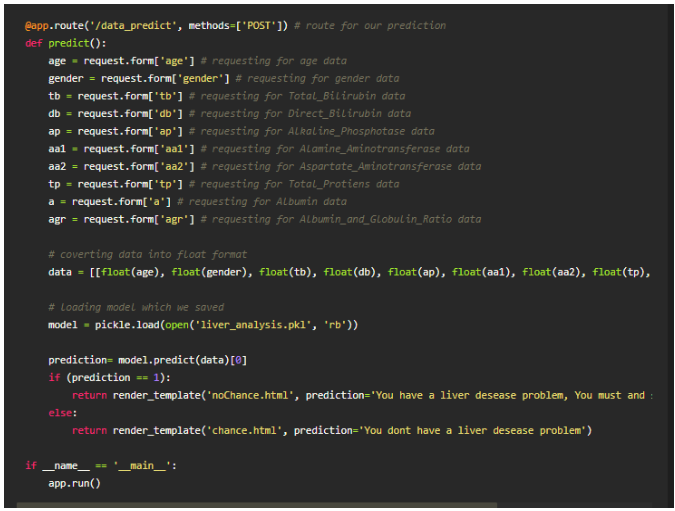 @app.route('/data_predict', methods=['POST']) # route for our prediction
def predict():
    age = request.form['age'] # requesting for age data
    gender = request.form['gender'] # requesting for gender data
    tb = request.form['tb'] # requesting for Total_Bilirubin data
    db = request.form['db'] # requesting for Direct_Bilirubin data
    ap = request.form['ap'] # requesting for Alkaline_Phosphotase data
    aa1 = request.form['aa1'] # requesting for Alamine_Aminotransferase data
    aa2 = request.form['aa2'] # requesting for Aspartate_Aminotransferase data
    tp = request.form['tp'] # requesting for Total_Protiens data
    a = request.form['a'] # requesting for Albumin data
    agr = request.form['agr'] # requesting for Albumin_and_Globulin_Ratio data
    # coverting data into float format
    data = [[float(age), float(gender), float(tb), float(db), float(ap), float(aa1), float(aa2), float(tp),
    # Loading model which we saved
    model = pickle.load(open('liver_analysis.pkl', 'rb'))
    prediction= model.predict(data)[0]
    if (prediction == 1):
        return render_template('noChance.html', prediction='You have a liver desease problem, You must and
    else:
        return render_template('chance.html', prediction='You dont have a liver desease problem')
if __name__ == '__main__':
    app.run()